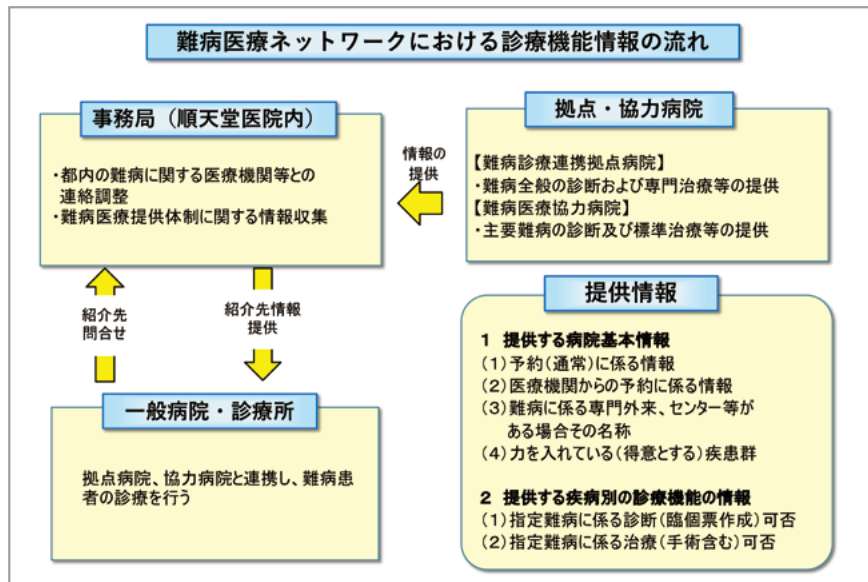 難病医療ネットワークにおける診療機能情報の流れ
事務局（順天堂医院内）
・都内の難病に関する医療機関等との
連絡調整
・難病医療提供体制に関する情報収集
情報の
提供
拠点・協力病院
【難病診療連携拠点病院】
・難病全般の診断および専門治療等の提供
【難病医療協力病院】
・主要難病の診断及び標準治療等の提供
紹介先
問合せ
紹介先情報
提供
一般病院・診療所
拠点病院、協力病院と連携し、難病患
者の診療を行う
提供情報
1 提供する病院基本情報
(1)予約(通常)に係る情報
(2)医療機関からの予約に係る情報
(3)難病に係る専門外来、センター等が
ある場合その名称
(4)力を入れている(得意とする)疾患群
2 提供する疾病別の診療機能の情報
(1)指定難病に係る診断(臨個票作成)可否
(2)指定難病に係る治療(手術含む)可否